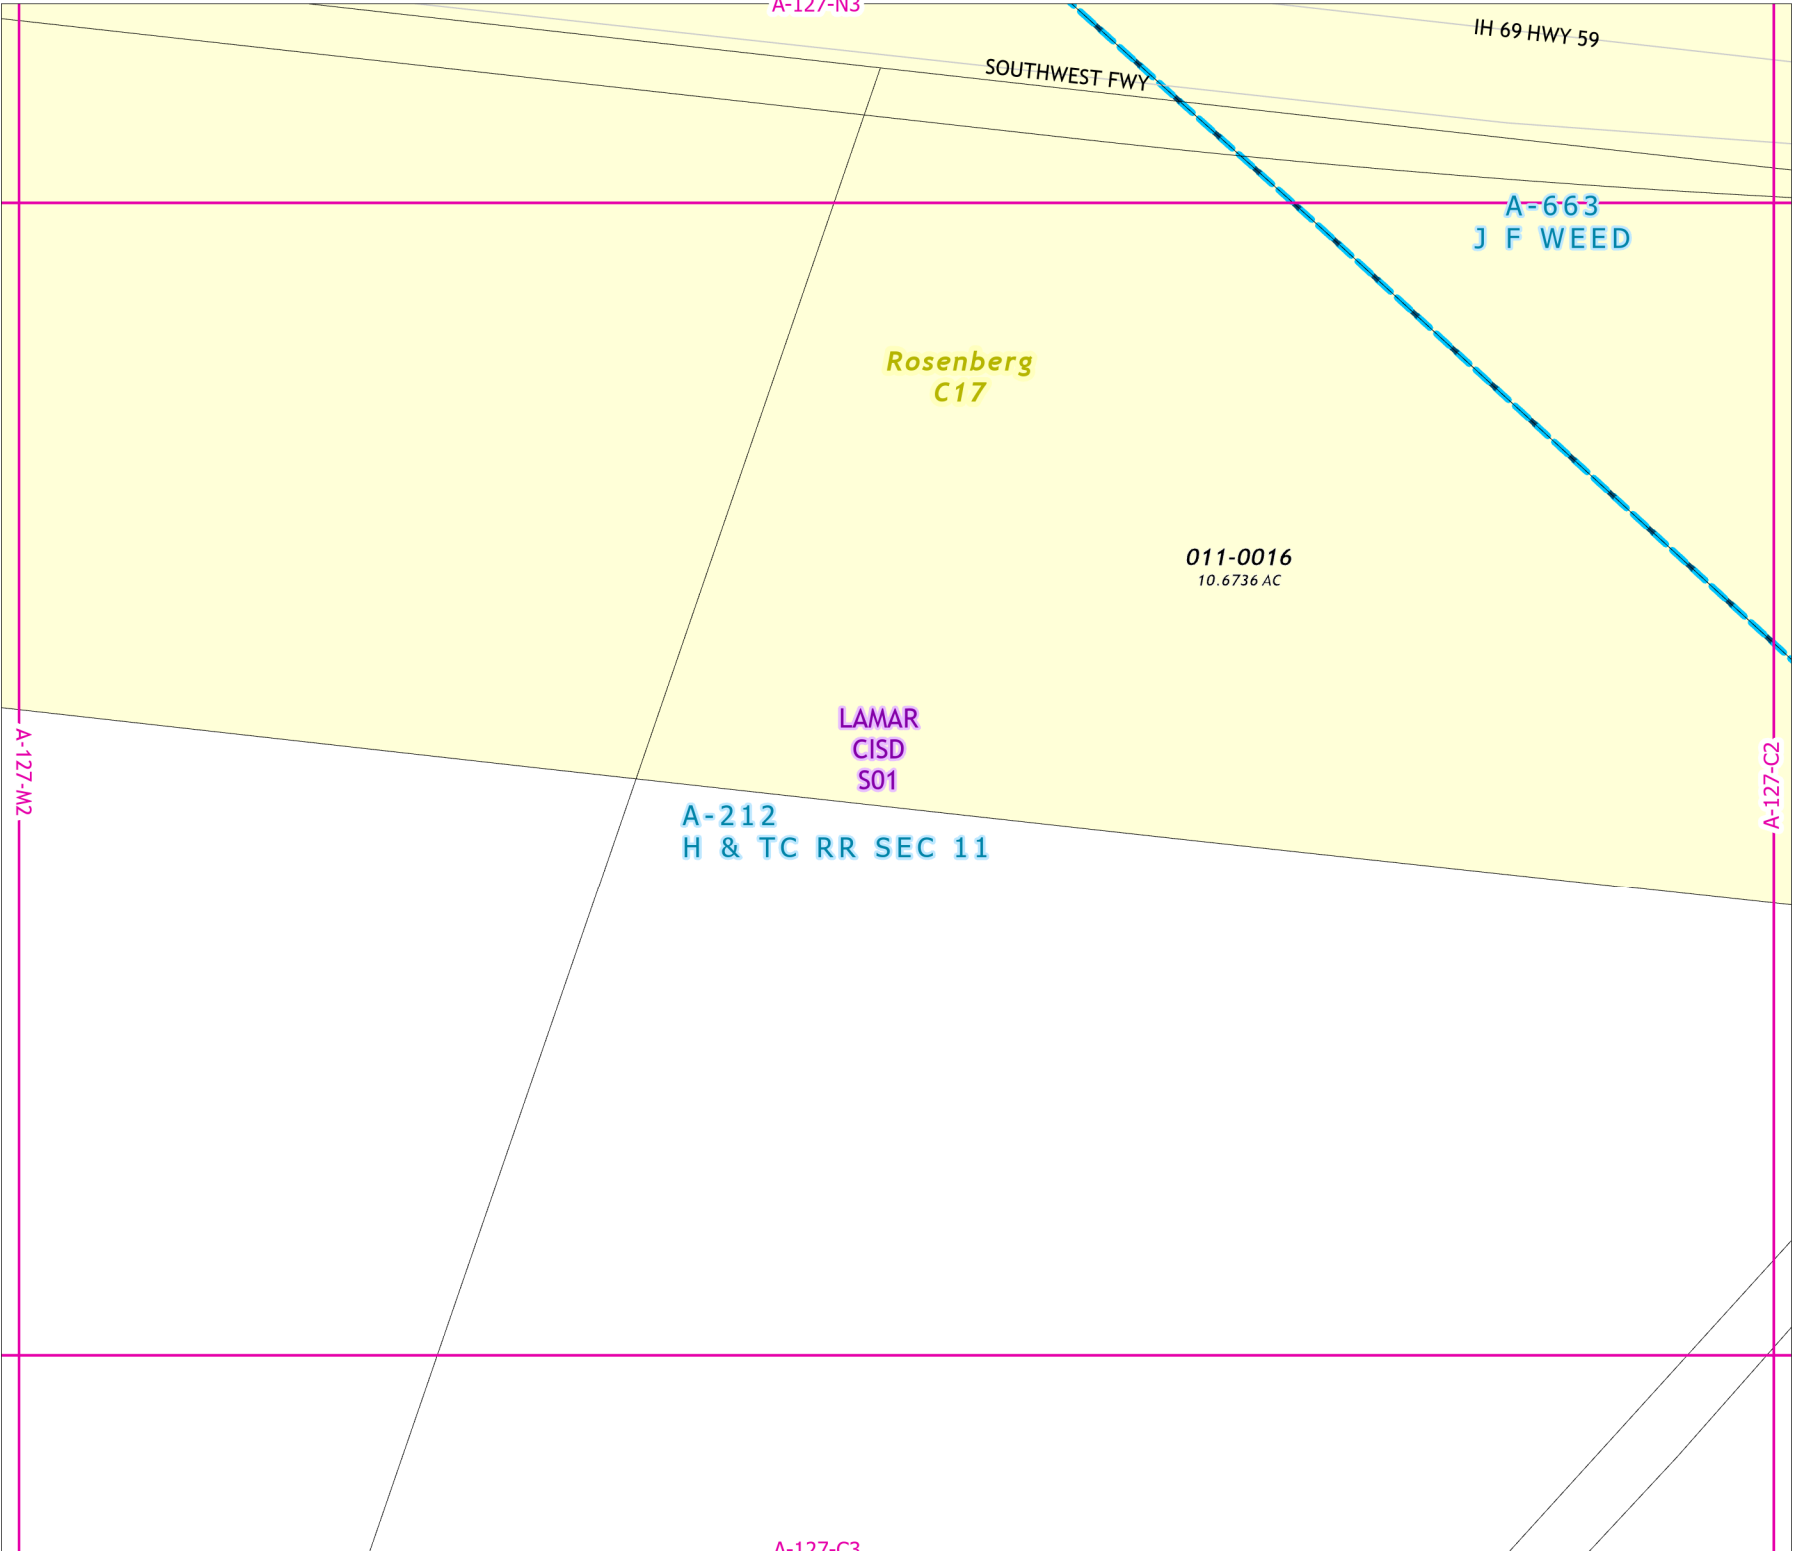 A-127-N3
IH 69 HWY 59
SOUTHWEST FWY
A-663
J F WEED
Rosenberg
C17
011-0016
10.6736 AC
LAMAR
CISD
S01
A-127-M2
A-127-C2
A-212
H & TC RR SEC 11
A-127-C3